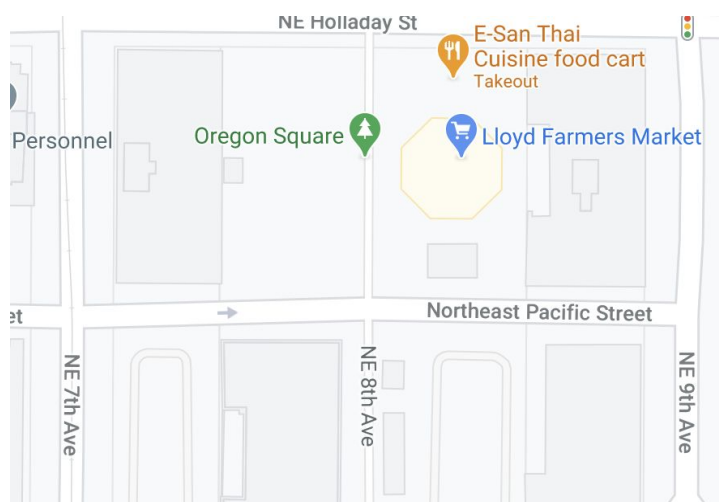 NE Holladay St
E-San Thai
Cuisine food cart
Takeout
Personnel
Oregon Square
Lloyd Farmers Market
et
Northeast Pacific Street
NE 7th Ave
NE 8th Ave
NE 9th Ave